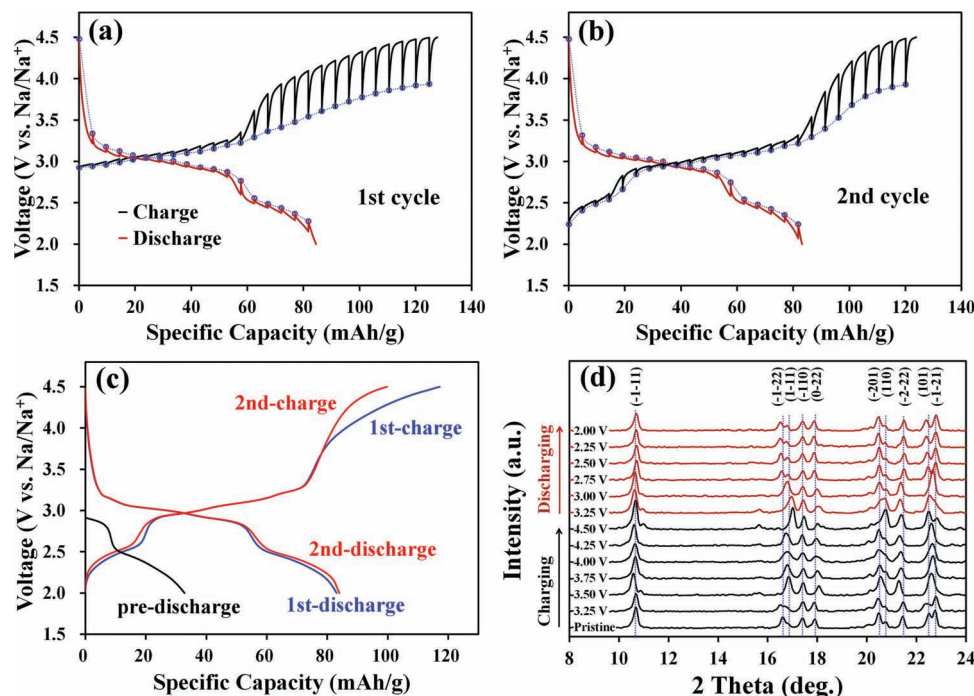 (a)
4.5
4.0
3.5
3.0
2.5
2.0
1.5
Voltage (V vs. Na/Na⁺)
1st cycle
Charge
Discharge
0 20 40 60 80 100 120 140
Specific Capacity (mAh/g)
(b)
4.5
4.0
3.5
3.0
2.5
2.0
1.5
Voltage (V vs. Na/Na⁺)
2nd cycle
0 20 40 60 80 100 120 140
Specific Capacity (mAh/g)
(c)
4.5
4.0
3.5
3.0
2.5
2.0
1.5
Voltage (V vs. Na/Na⁺)
2nd-charge
1st-charge
2nd-discharge
1st-discharge
pre-discharge
0 20 40 60 80 100 120
Specific Capacity (mAh/g)
(d)
(-1-11) (-1-22) (1-11) (-110) (0-22) (-201) (110) (-2-22) (101) (-1-21)
Intensity (a.u.)
Discharging
Charging
2.00 V
2.25 V
2.50 V
2.75 V
3.00 V
3.25 V
4.50 V
4.25 V
4.00 V
3.75 V
3.50 V
3.25 V
Pristine
8 10 12 14 16 18 20 22 24
2 Theta (deg.)